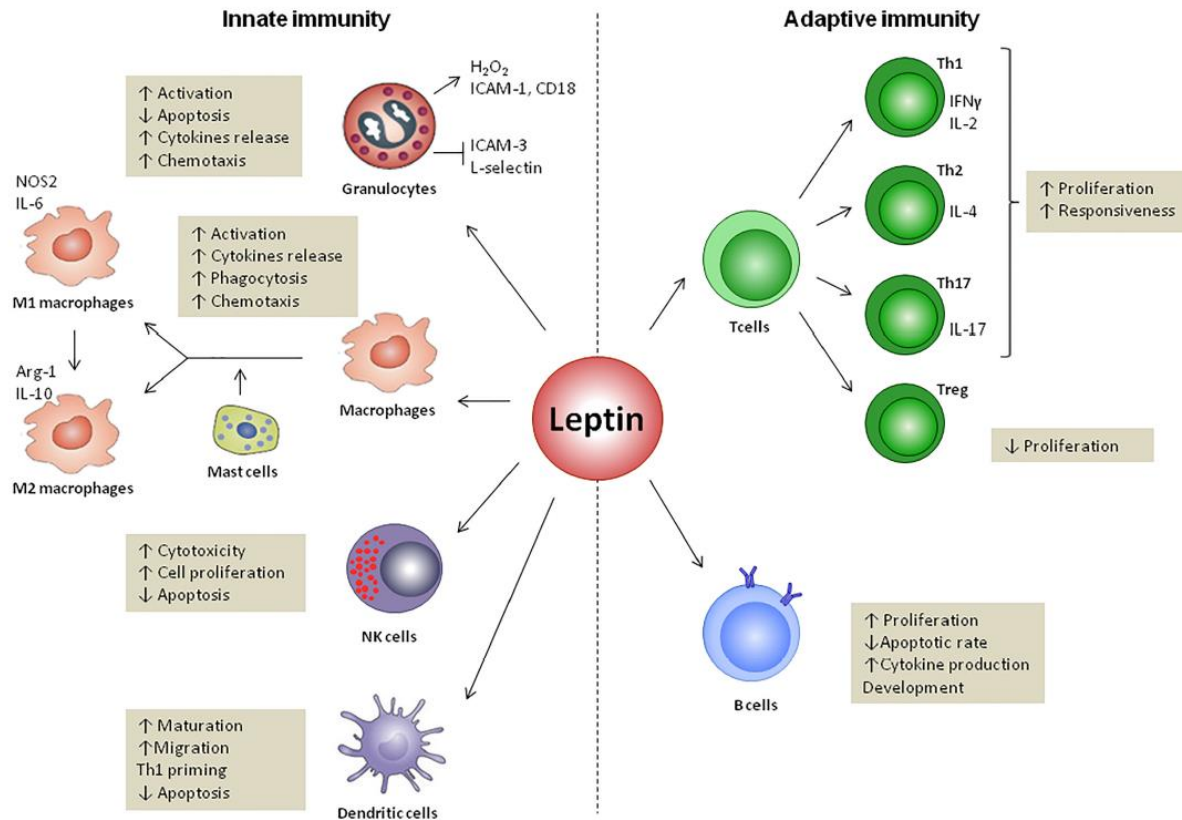 Innate immunity
↑ Activation
↓ Apoptosis
↑ Cytokines release
↑ Chemotaxis
H₂O₂
ICAM-1, CD18
ICAM-3
L-selectin
Granulocytes
NOS2
IL-6
M1 macrophages
↑ Activation
↑ Cytokines release
↑ Phagocytosis
↑ Chemotaxis
Macrophages
Arg-1
IL-10
M2 macrophages
Mast cells
↑ Cytotoxicity
↑ Cell proliferation
↓ Apoptosis
NK cells
↑ Maturation
↑Migration
Th1 priming
↓ Apoptosis
Dendritic cells
Leptin
Adaptive immunity
Tcells
Th1
IFNγ
IL-2
Th2
IL-4
Th17
IL-17
↑ Proliferation
↑ Responsiveness
Treg
↓ Proliferation
B cells
↑ Proliferation
↓Apoptotic rate
↑Cytokine production
Development